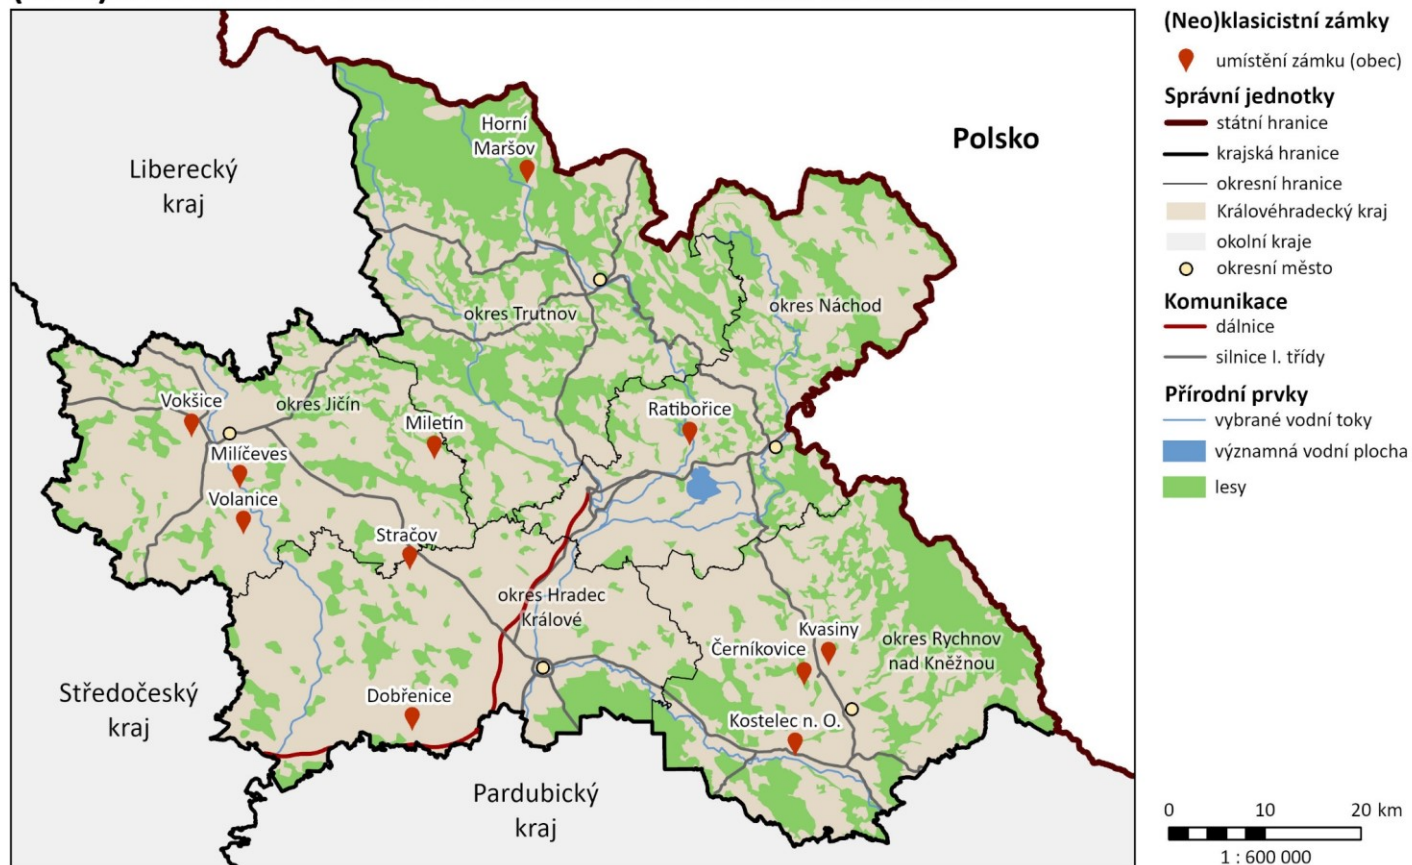 Horní
Maršov
Polsko
Liberecký
kraj
okres Trutnov
okres Náchod
Vokšice
okres Jičín
Miletín
Ratibořice
Milíčeves
Volanice
Stračov
okres Hradec
Králové
Kvasiny
Černíkovice
okres Rychnov
nad Kněžnou
Středočeský
kraj
Dobřenice
Kostelec n. O.
Pardubický
kraj
(Neo)klasicistní zámky
umístění zámku (obec)
Správní jednotky
státní hranice
krajská hranice
okresní hranice
Královéhradecký kraj
okolní kraje
okresní město
Komunikace
dálnice
silnice I. třídy
Přírodní prvky
vybrané vodní toky
významná vodní plocha
lesy
0 10 20 km
1 : 600 000